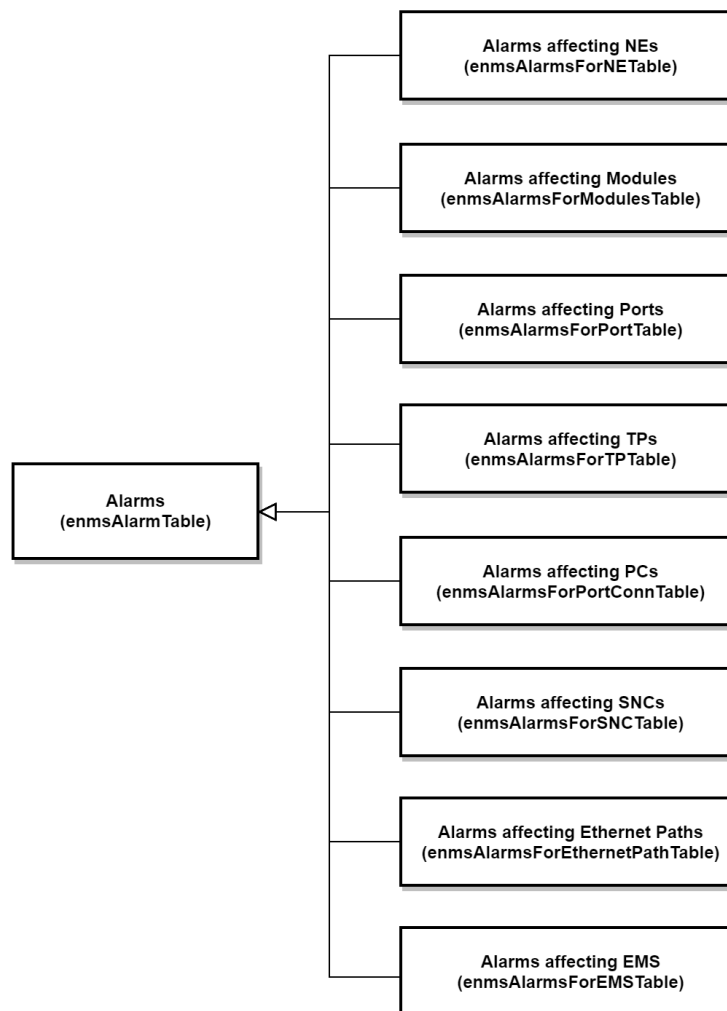 Alarms affecting NEs
(enmsAlarmsForNETable)
Alarms affecting Modules
(enmsAlarmsForModulesTable)
Alarms affecting Ports
(enmsAlarmsForPortTable)
Alarms affecting TPs
(enmsAlarmsForTPTable)
Alarms
(enmsAlarmTable)
Alarms affecting PCs
(enmsAlarmsForPortConnTable)
Alarms affecting SNCs
(enmsAlarmsForSNCTable)
Alarms affecting Ethernet Paths
(enmsAlarmsForEthernetPathTable)
Alarms affecting EMS
(enmsAlarmsForEMSTable)